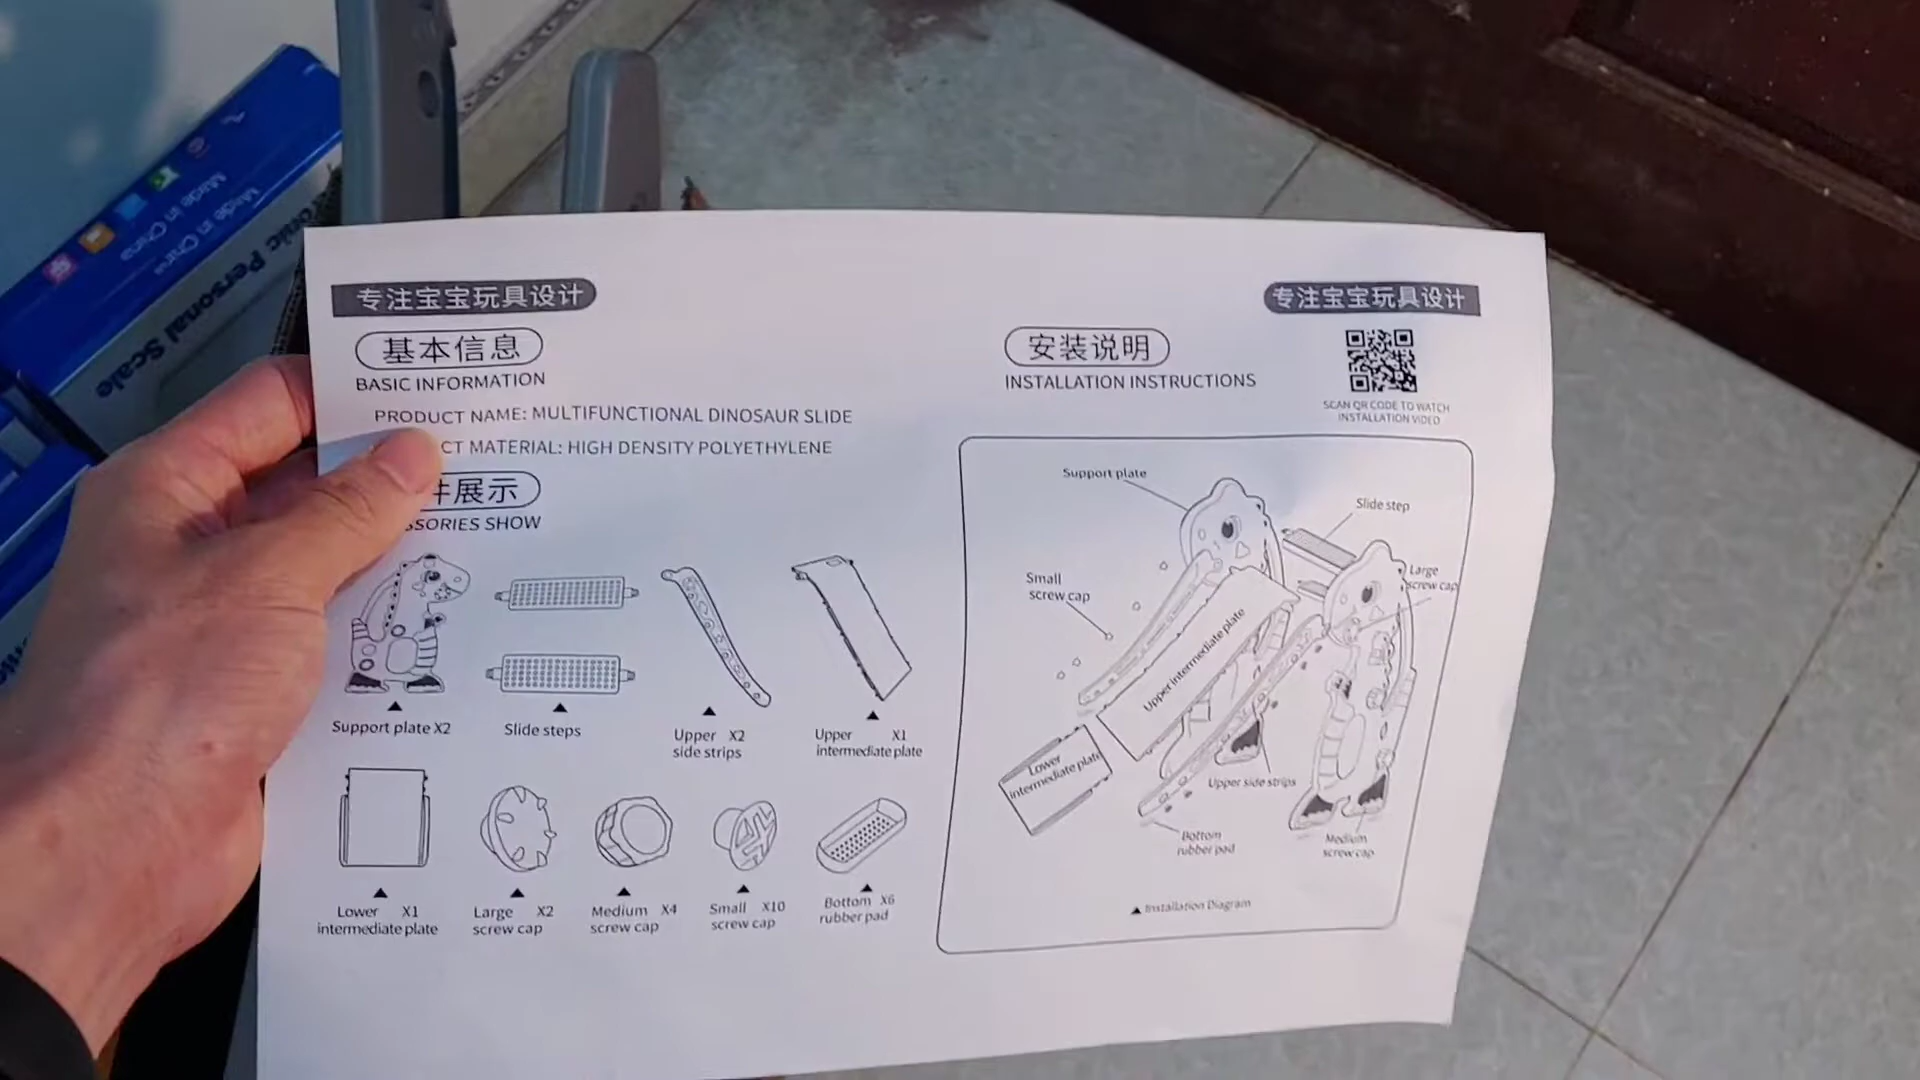 Made in China
Made in China
Personal Scale
专注宝宝玩具设计
基本信息
BASIC INFORMATION
PRODUCT NAME: MULTIFUNCTIONAL DINOSAUR SLIDE
CT MATERIAL: HIGH DENSITY POLYETHYLENE
件展示
SSORIES SHOW
Support plate X2
Slide steps
Upper X2
side strips
Upper X1
intermediate plate
Lower X1
intermediate plate
Large X2
screw cap
Medium X4
screw cap
Small X10
screw cap
Bottom X6
rubber pad
专注宝宝玩具设计
安装说明
INSTALLATION INSTRUCTIONS
SCAN QR CODE TO WATCH
INSTALLATION VIDEO
Support plate
Slide step
Small
screw cap
Large
screw cap
Upper intermediate plate
Lower
intermediate plate
Upper side strips
Bottom
rubber pad
Medium
screw cap
Installation Diagram